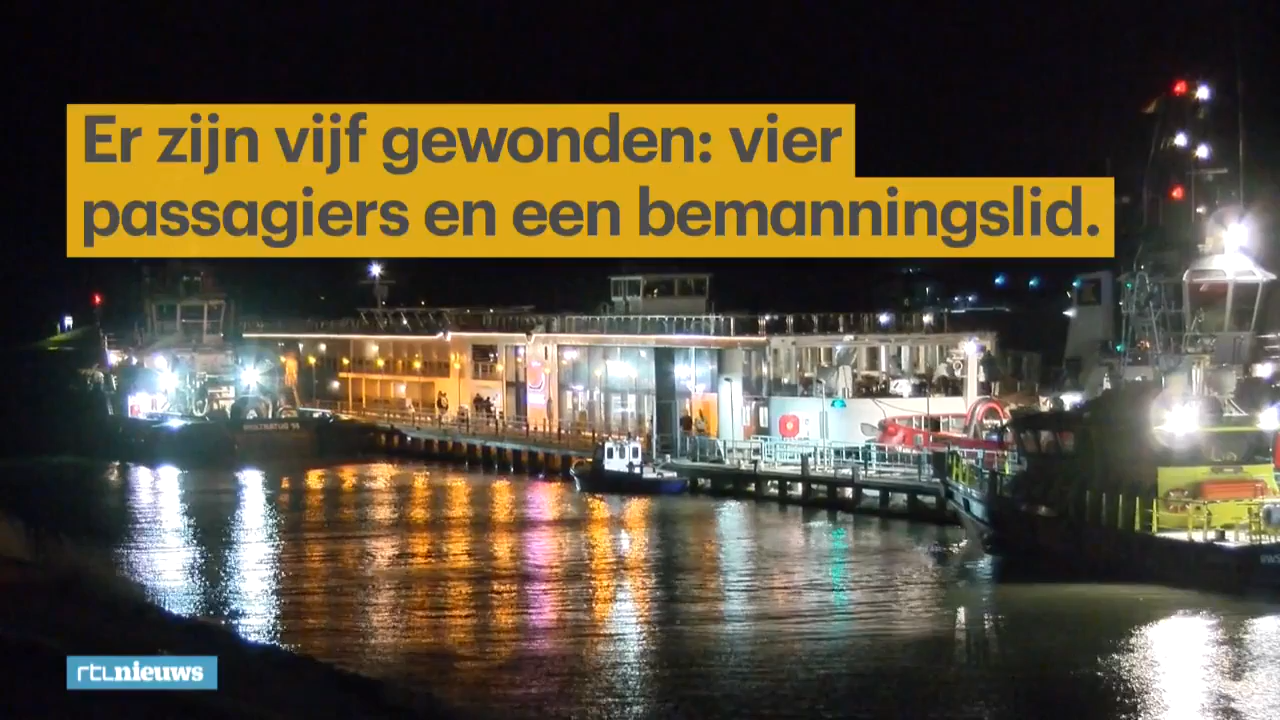 Er zijn vijf gewonden: vier
passagiers en een bemanningslid.
rtlnieuws